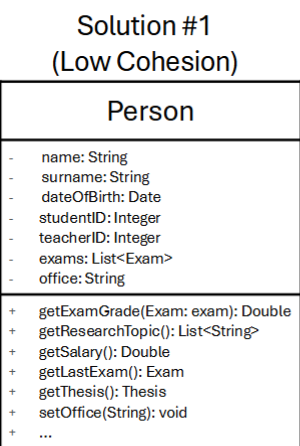 Solution #1
(Low Cohesion)
Person
- name: String
- surname: String
- dateOfBirth: Date
- studentID: Integer
- teacherID: Integer
- exams: List<Exam>
- office: String
+ getExamGrade(Exam: exam): Double
+ getResearchTopic(): List<String>
+ getSalary(): Double
+ getLastExam(): Exam
+ getThesis(): Thesis
+ setOffice(String): void
+ ...